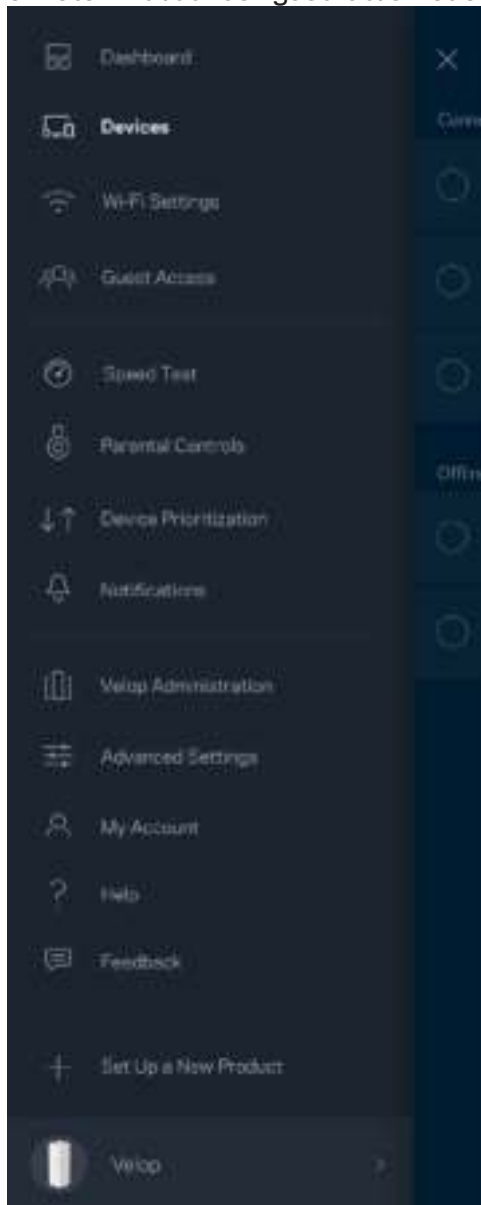 Dashboard
Devices
Wi-Fi Settings
Guest Access
Speed Test
Parental Controls
Device Prioritization
Notifications
Velop Administration
Advanced Settings
My Account
Help
Feedback
Set Up a New Product
Velop